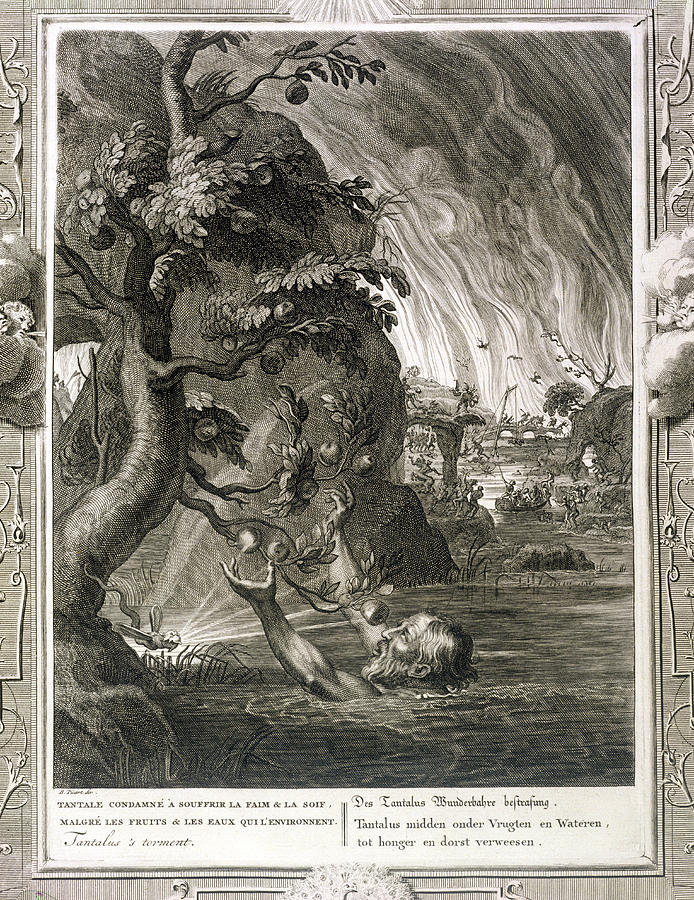 B. Picart del.
TANTALE CONDAMNÉ À SOUFFRIR LA FAIM & LA SOIF,
MALGRÉ LES FRUITS & LES EAUX QUI L'ENVIRONNENT.
Tantalus 's torment.
Des Tantalus Wunderbahre bestrafung.
Tantalus midden onder Vrugten en Wateren,
tot honger en dorst verweesen.